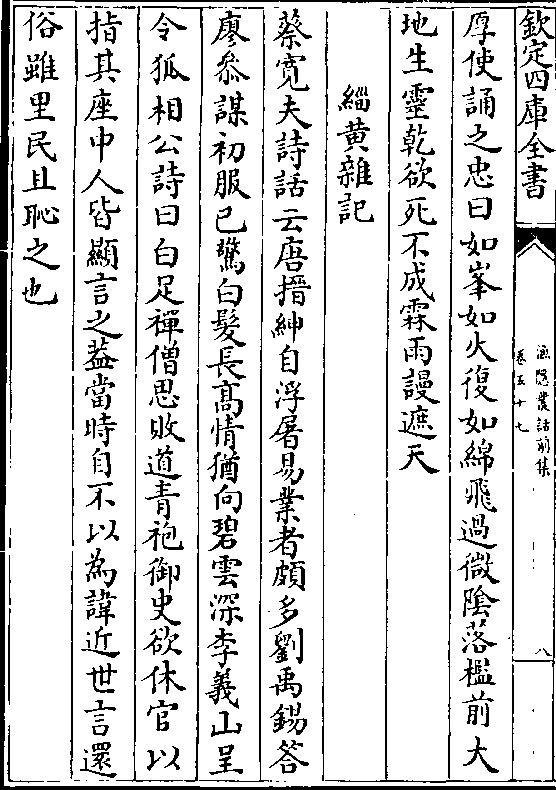 欽定四庫全書
漁隱叢話前集
卷五十七
八
厚使誦之忠曰如峯如火復如綿飛過微陰落檻前大
地生靈乾欲死不成霖雨謾遮天
緇黄雜記
蔡寛夫詩話云唐搢紳自浮屠易業者頗多劉禹錫答
廖叅謀初服已驚白髮長髙情猶向碧雲深李義山呈
令狐相公詩曰白足禪僧思敗道青袍御史欲休官以
指其座中人皆顯言之葢當時自不以為諱近世言還
俗雖里民且恥之也